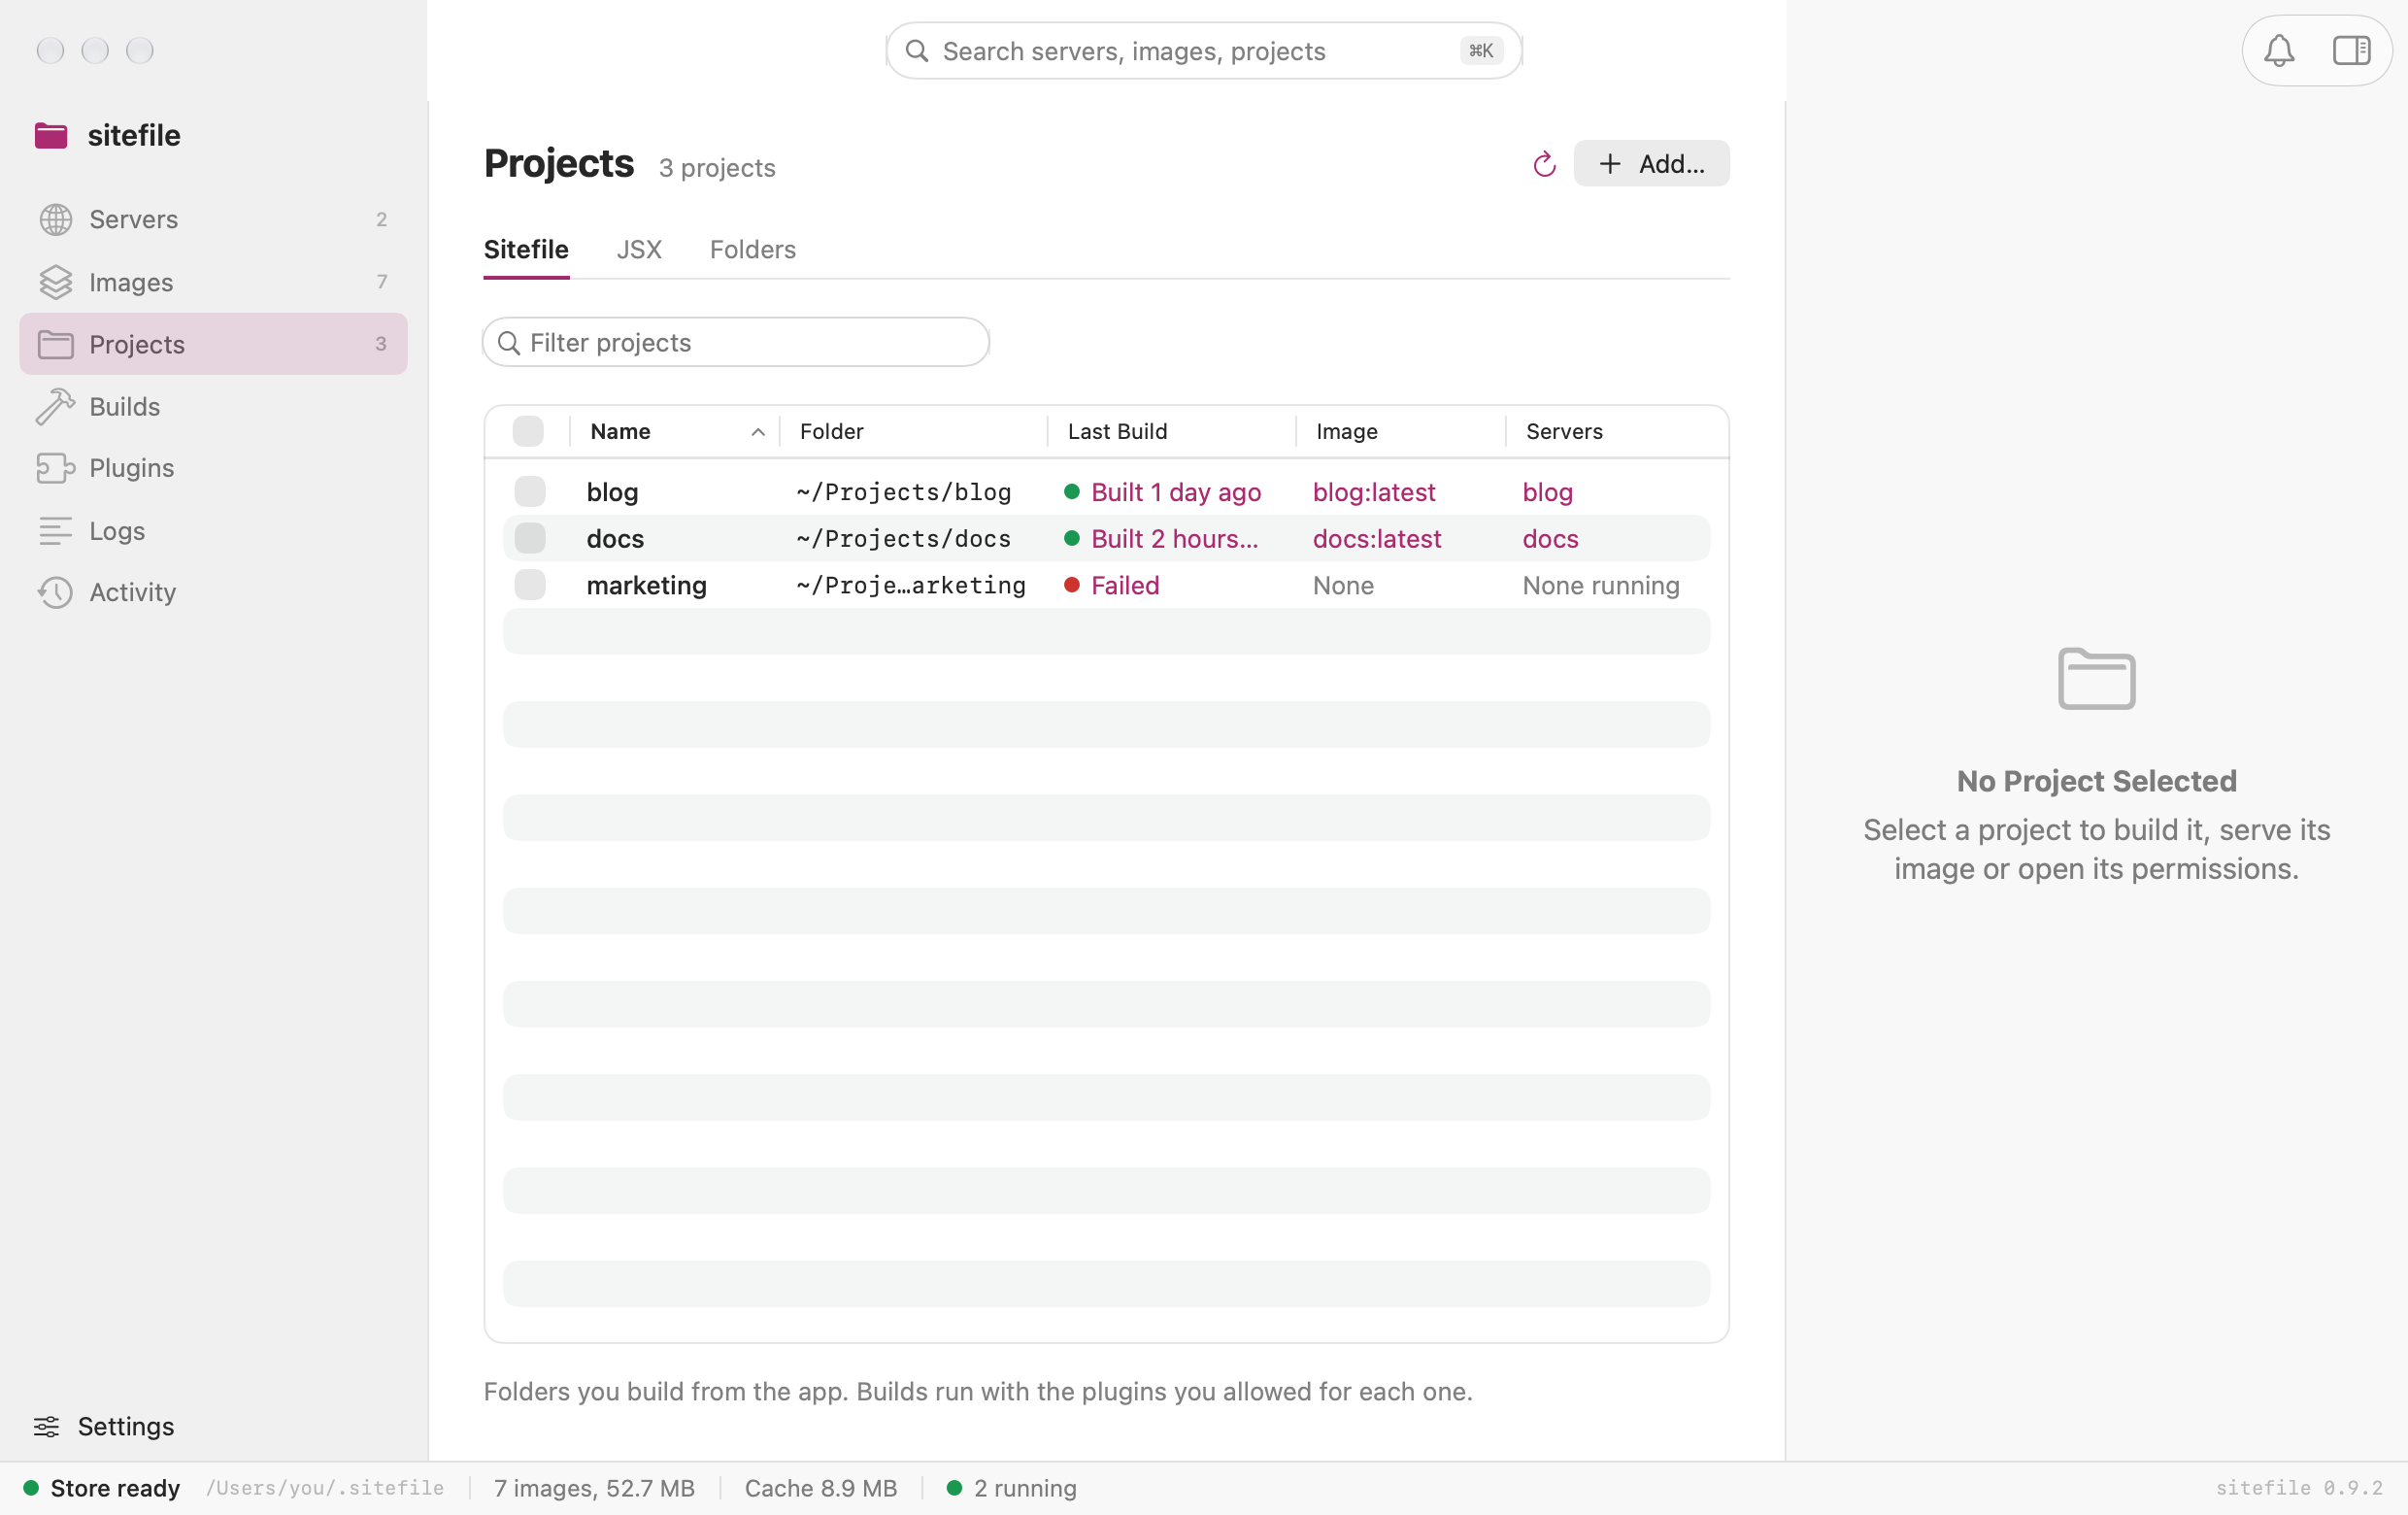 Search servers, images, projects ⌘K
sitefile
Servers 2
Images 7
Projects 3
Builds
Plugins
Logs
Activity
Settings
Projects 3 projects
Add...
Sitefile JSX Folders
Filter projects
Name Folder Last Build Image Servers
blog ~/Projects/blog Built 1 day ago blog:latest blog
docs ~/Projects/docs Built 2 hours... docs:latest docs
marketing ~/Proje…arketing Failed None None running
Folders you build from the app. Builds run with the plugins you allowed for each one.
No Project Selected
Select a project to build it, serve its
image or open its permissions.
Store ready /Users/you/.sitefile 7 images, 52.7 MB Cache 8.9 MB 2 running sitefile 0.9.2